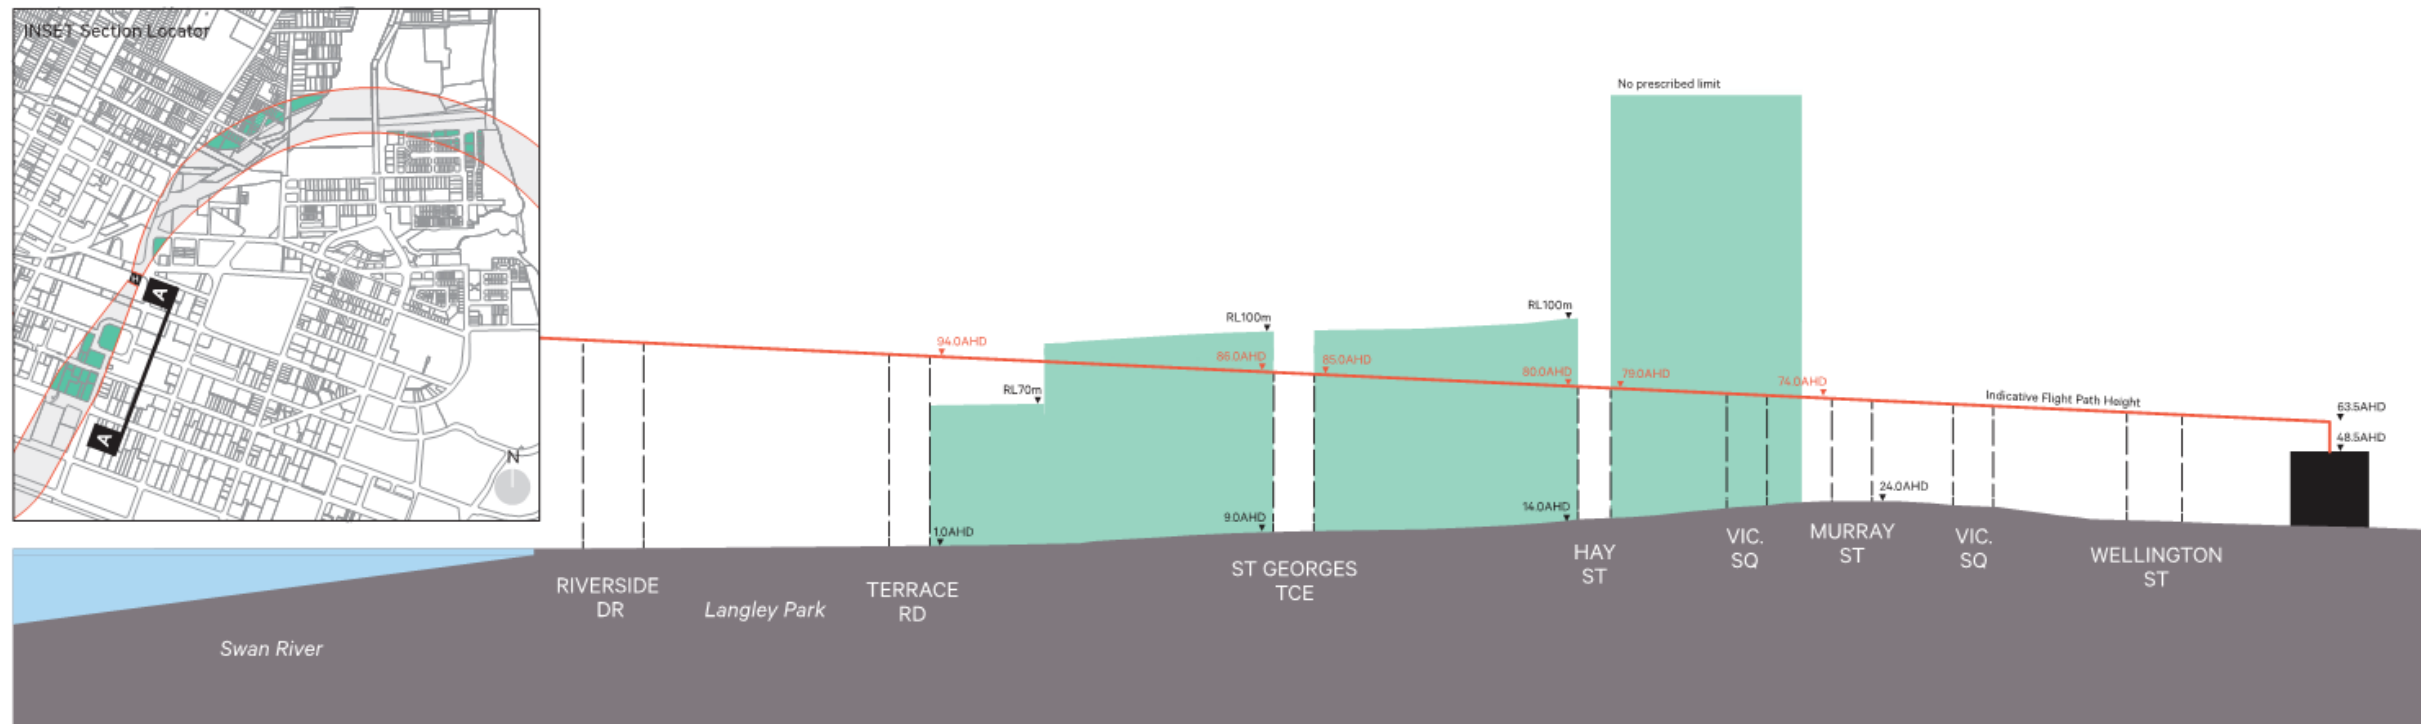 INSET Section Locator
A
A
N
No prescribed limit
RL100m
RL100m
94.0AHD
86.0AHD
85.0AHD
80.0AHD
79.0AHD
74.0AHD
RL70m
Indicative Flight Path Height
63.5AHD
48.5AHD
1.0AHD
9.0AHD
14.0AHD
24.0AHD
RIVERSIDE
DR
Langley Park
TERRACE
RD
ST GEORGES
TCE
HAY
ST
VIC.
SQ
MURRAY
ST
VIC.
SQ
WELLINGTON
ST
Swan River